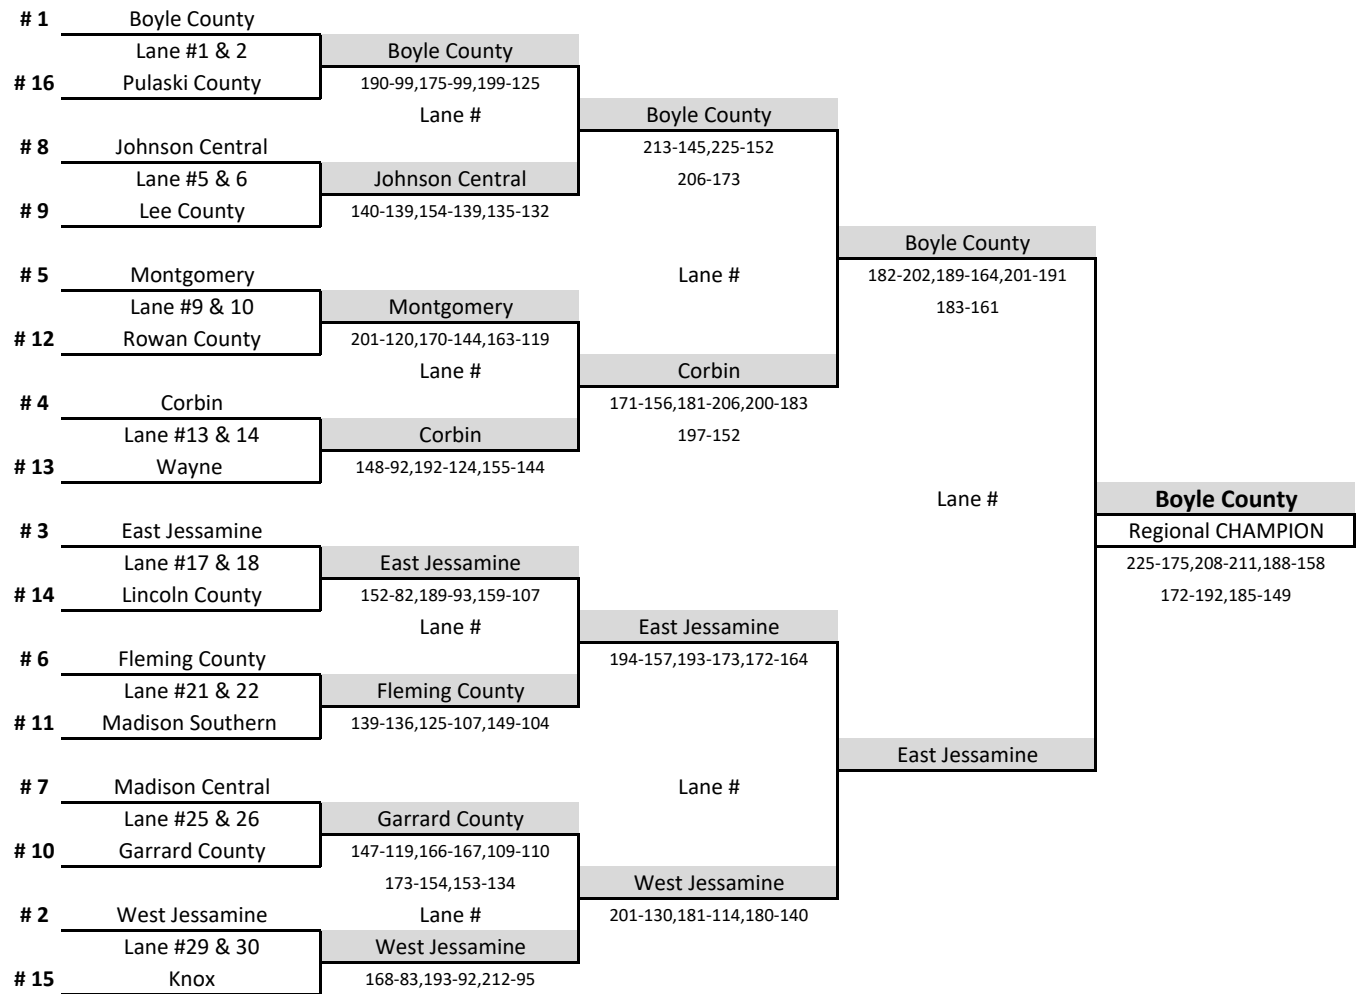 # 1 Boyle County
Lane #1 & 2 Boyle County
# 16 Pulaski County 190-99,175-99,199-125
Lane # Boyle County
# 8 Johnson Central 213-145,225-152
Lane #5 & 6 Johnson Central 206-173
# 9 Lee County 140-139,154-139,135-132
Boyle County
# 5 Montgomery Lane # 182-202,189-164,201-191
Lane #9 & 10 Montgomery 183-161
# 12 Rowan County 201-120,170-144,163-119
Lane # Corbin
# 4 Corbin 171-156,181-206,200-183
Lane #13 & 14 Corbin 197-152
# 13 Wayne 148-92,192-124,155-144
Lane # Boyle County
# 3 East Jessamine Regional CHAMPION
Lane #17 & 18 East Jessamine 225-175,208-211,188-158
# 14 Lincoln County 152-82,189-93,159-107 172-192,185-149
Lane # East Jessamine
# 6 Fleming County 194-157,193-173,172-164
Lane #21 & 22 Fleming County
# 11 Madison Southern 139-136,125-107,149-104
East Jessamine
# 7 Madison Central Lane #
Lane #25 & 26 Garrard County
# 10 Garrard County 147-119,166-167,109-110
173-154,153-134 West Jessamine
# 2 West Jessamine Lane # 201-130,181-114,180-140
Lane #29 & 30 West Jessamine
# 15 Knox 168-83,193-92,212-95